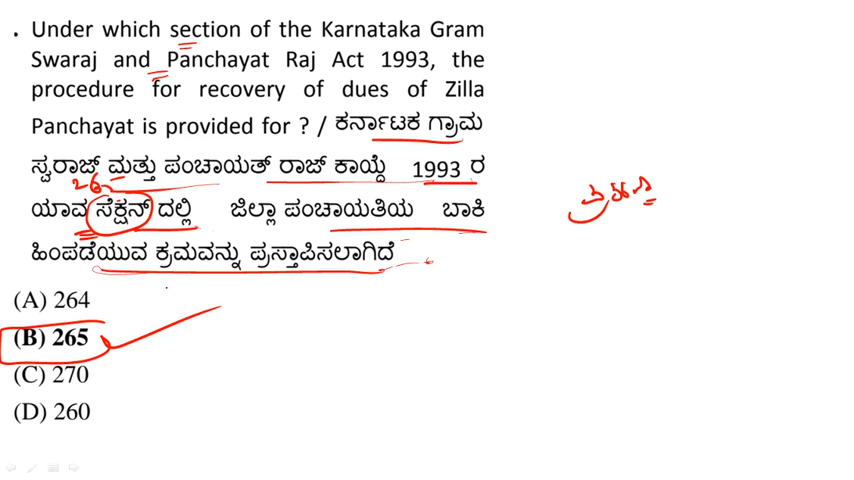 . Under which section of the Karnataka Gram
Swaraj and Panchayat Raj Act 1993, the
procedure for recovery of dues of Zilla
Panchayat is provided for ? / ಕರ್ನಾಟಕ ಗ್ರಾಮ
ಸ್ವರಾಜ್ ಮತ್ತು ಪಂಚಾಯತ್ ರಾಜ್ ಕಾಯ್ದೆ 1993 ರ
ಯಾವ ಸೆಕ್ಷನ್ ದಲ್ಲಿ ಜಿಲ್ಲಾ ಪಂಚಾಯತಿಯ ಬಾಕಿ
ಹಿಂಪಡೆಯುವ ಕ್ರಮವನ್ನು ಪ್ರಸ್ತಾಪಿಸಲಾಗಿದೆ
(A) 264
(B) 265
(C) 270
(D) 260